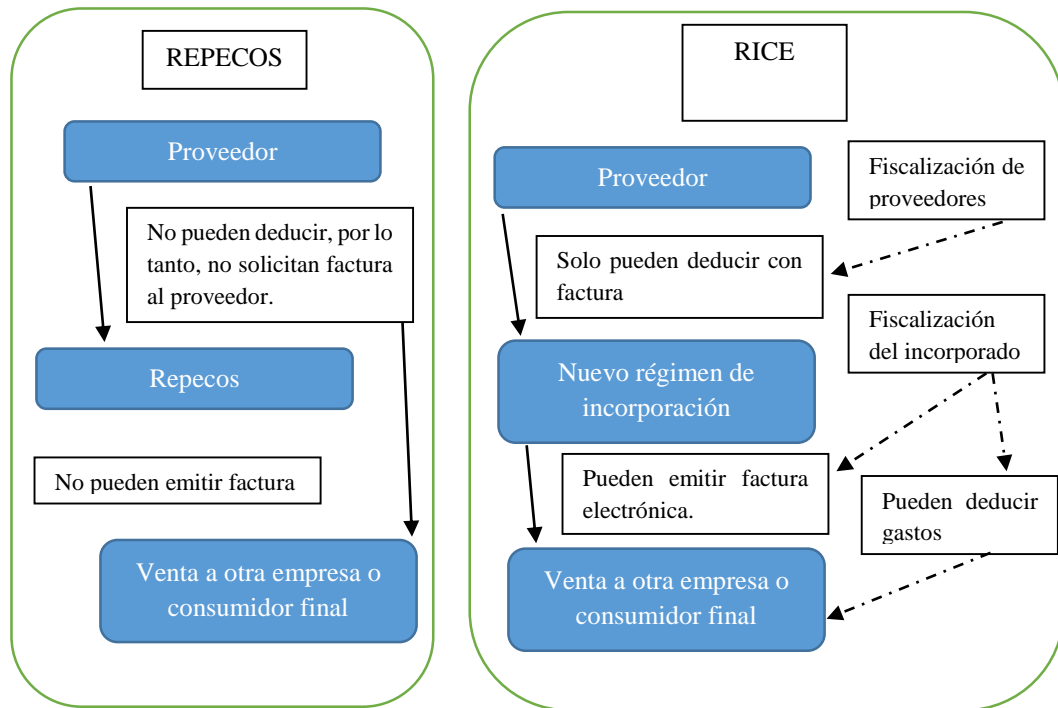 REPECOS
Proveedor
No pueden deducir, por lo
tanto, no solicitan factura
al proveedor.
Repecos
No pueden emitir factura
Venta a otra empresa o
consumidor final
RICE
Proveedor
Fiscalización de
proveedores
Solo pueden deducir con
factura
Fiscalización
del incorporado
Nuevo régimen de
incorporación
Pueden emitir factura
electrónica.
Pueden deducir
gastos
Venta a otra empresa o
consumidor final